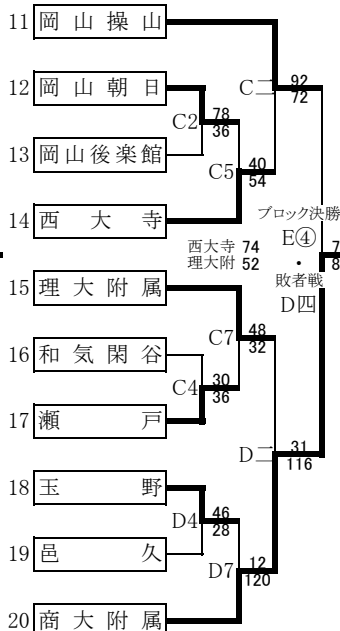 11 岡山操山
C二 92
72
12 岡山朝日
C2 78
36
13 岡山後楽館
C5 40
54
14 西大寺
ブロック決勝
E④
・
敗者戦
D四
西大寺 74
理大附 52
7
8
15 理大附属
C7 48
32
16 和気閑谷
C4 30
36
17 瀬戸
D二 31
116
18 玉野
D4 46
28
19 邑久
D7 12
120
20 商大附属